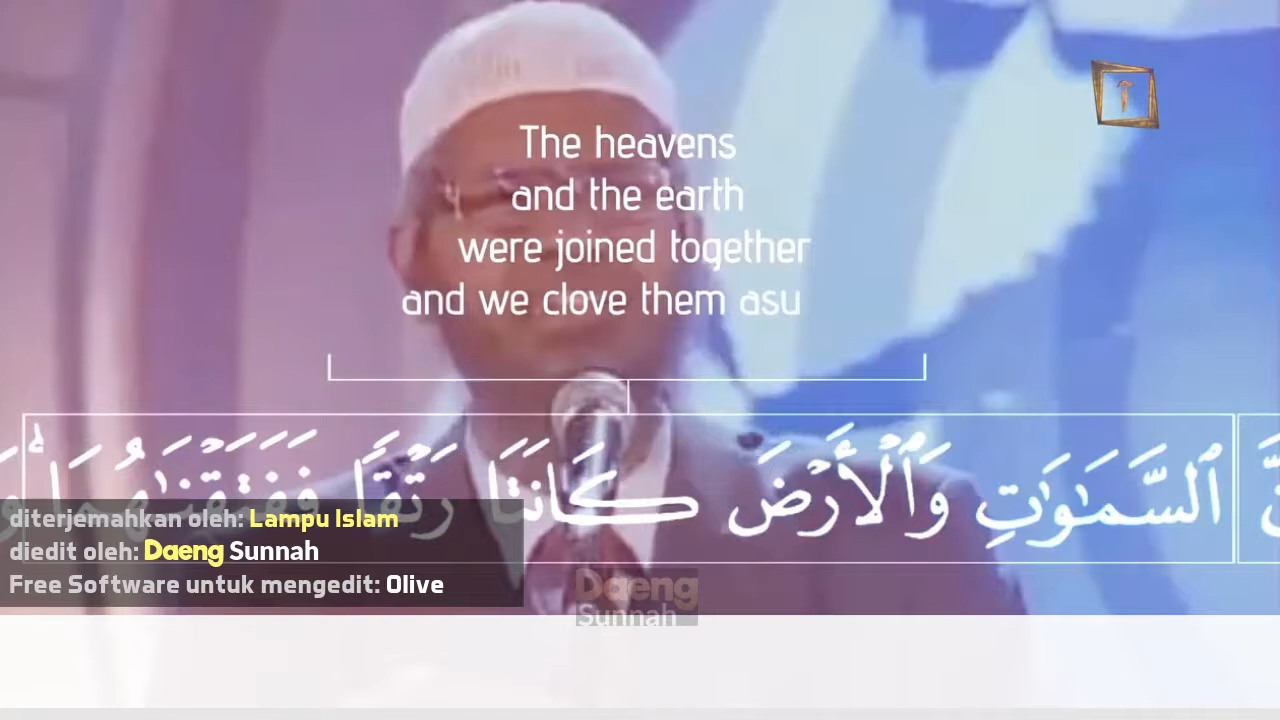 The heavens
and the earth
were joined together
and we clove them asu
ٱلسَّمَـٰوَٰتِ وَٱلْأَرْضَ كَانَتَا رَتْقًا فَفَتَقْنَـٰهُمَا
diterjemahkan oleh: Lampu Islam
diedit oleh: Daeng Sunnah
Free Software untuk mengedit: Olive
Daeng
Sunnah